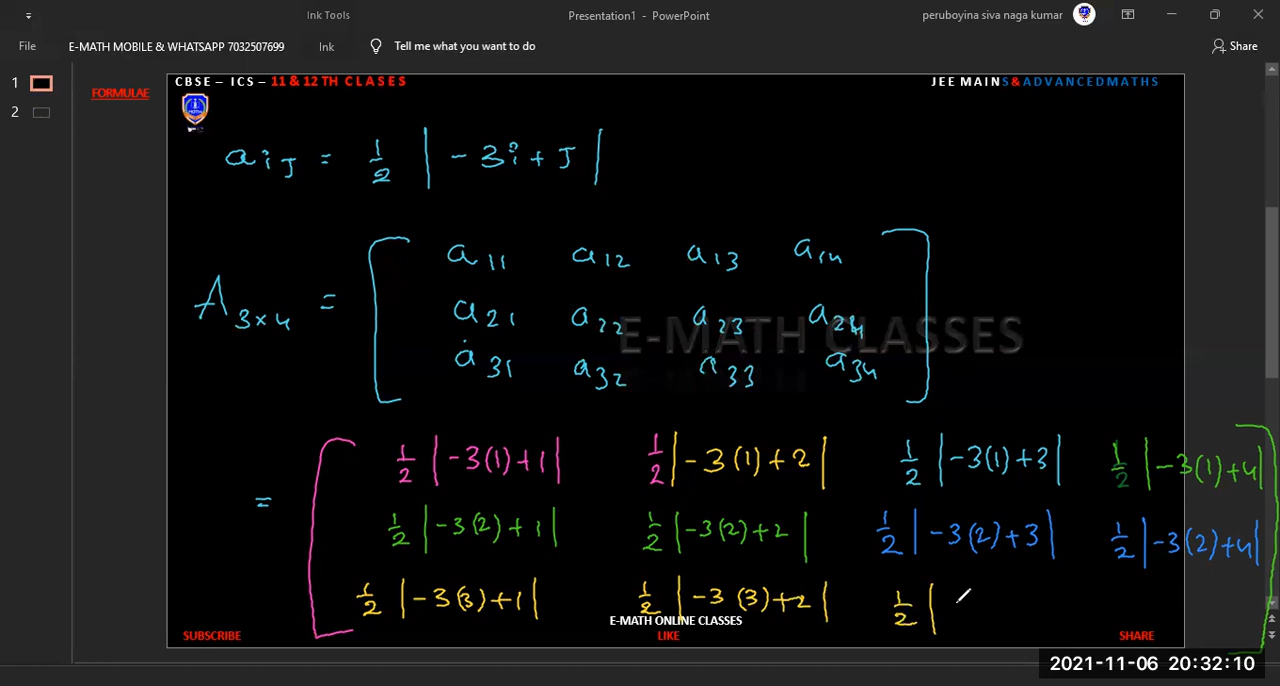 Ink Tools
Presentation1 - PowerPoint
peruboyina siva naga kumar
File
E-MATH MOBILE & WHATSAPP 7032507699
Ink
Tell me what you want to do
Share
1
2
FORMULAE
CBSE – ICS – 11 & 12 TH CLASES
JEE MAINS&ADVANCEDMATHS
a i J = 1/2 | - 3i + J |
A 3×4 = [ a11 a12 a13 a14
a21 a22 a23 a24
a31 a32 a33 a34 ]
E-MATH CLASSES
= [ 1/2 |-3(1)+1| 1/2 |-3(1)+2| 1/2 |-3(1)+3| 1/2 |-3(1)+4|
1/2 |-3(2)+1| 1/2 |-3(2)+2| 1/2 |-3(2)+3| 1/2 |-3(2)+4|
1/2 |-3(3)+1| 1/2 |-3(3)+2| 1/2 | ]
E-MATH ONLINE CLASSES
SUBSCRIBE
LIKE
SHARE
2021-11-06 20:32:10